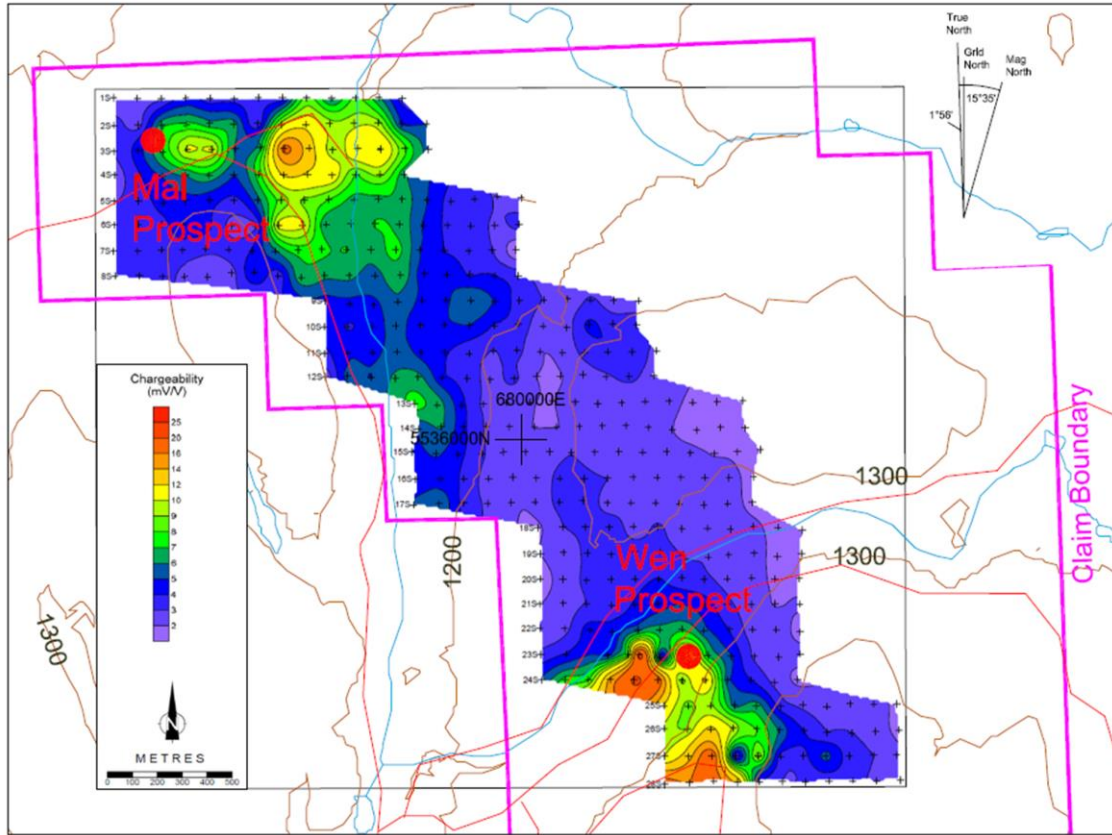 True
North
Grid
North
Mag
North
15°35'
1°56'
1S
2S
3S
4S
5S
6S
7S
8S
Mal
Prospect
9S
10S
11S
12S
13S
14S
15S
16S
17S
18S
19S
20S
21S
22S
23S
24S
25S
26S
27S
28S
680000E
5536000N
Chargeability
(mV/V)
25
20
16
14
12
10
9
8
7
6
5
4
3
2
N
METRES
0 100 200 300 400 500
1300
1200
1300
1300
Wen
Prospect
Claim Boundary